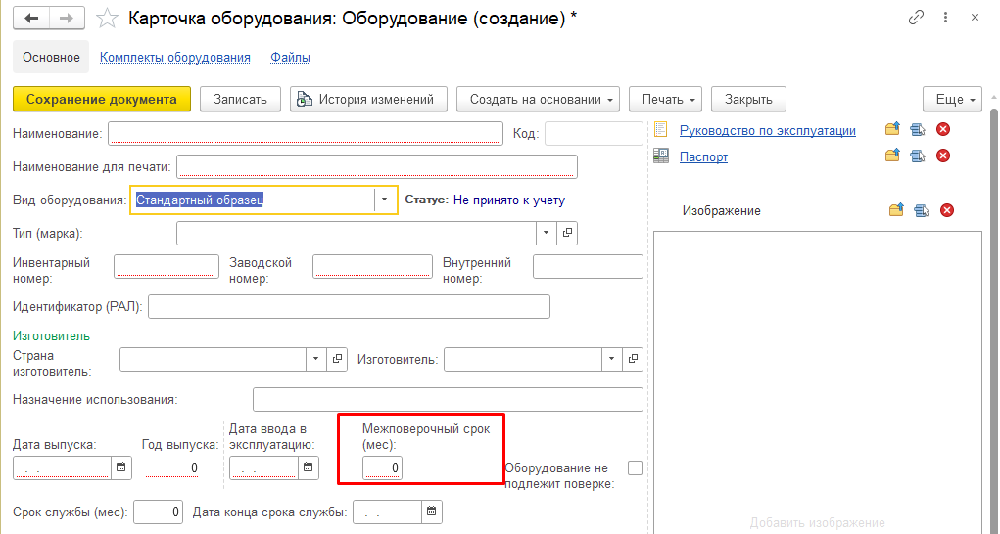 Карточка оборудования: Оборудование (создание) *
Основное Комплекты оборудования Файлы
Сохранение документа Записать История изменений Создать на основании Печать Закрыть Еще
Наименование: Код:
Наименование для печати:
Вид оборудования: Стандартный образец Статус: Не принято к учету
Тип (марка):
Инвентарный номер: Заводской номер: Внутренний номер:
Идентификатор (РАЛ):
Изготовитель
Страна изготовитель: Изготовитель:
Назначение использования:
Дата выпуска: . . Год выпуска: 0 Дата ввода в эксплуатацию: . . Межповерочный срок (мес): 0 Оборудование не подлежит поверке:
Срок службы (мес): 0 Дата конца срока службы: . .
Руководство по эксплуатации
Паспорт
Изображение
Добавить изображение